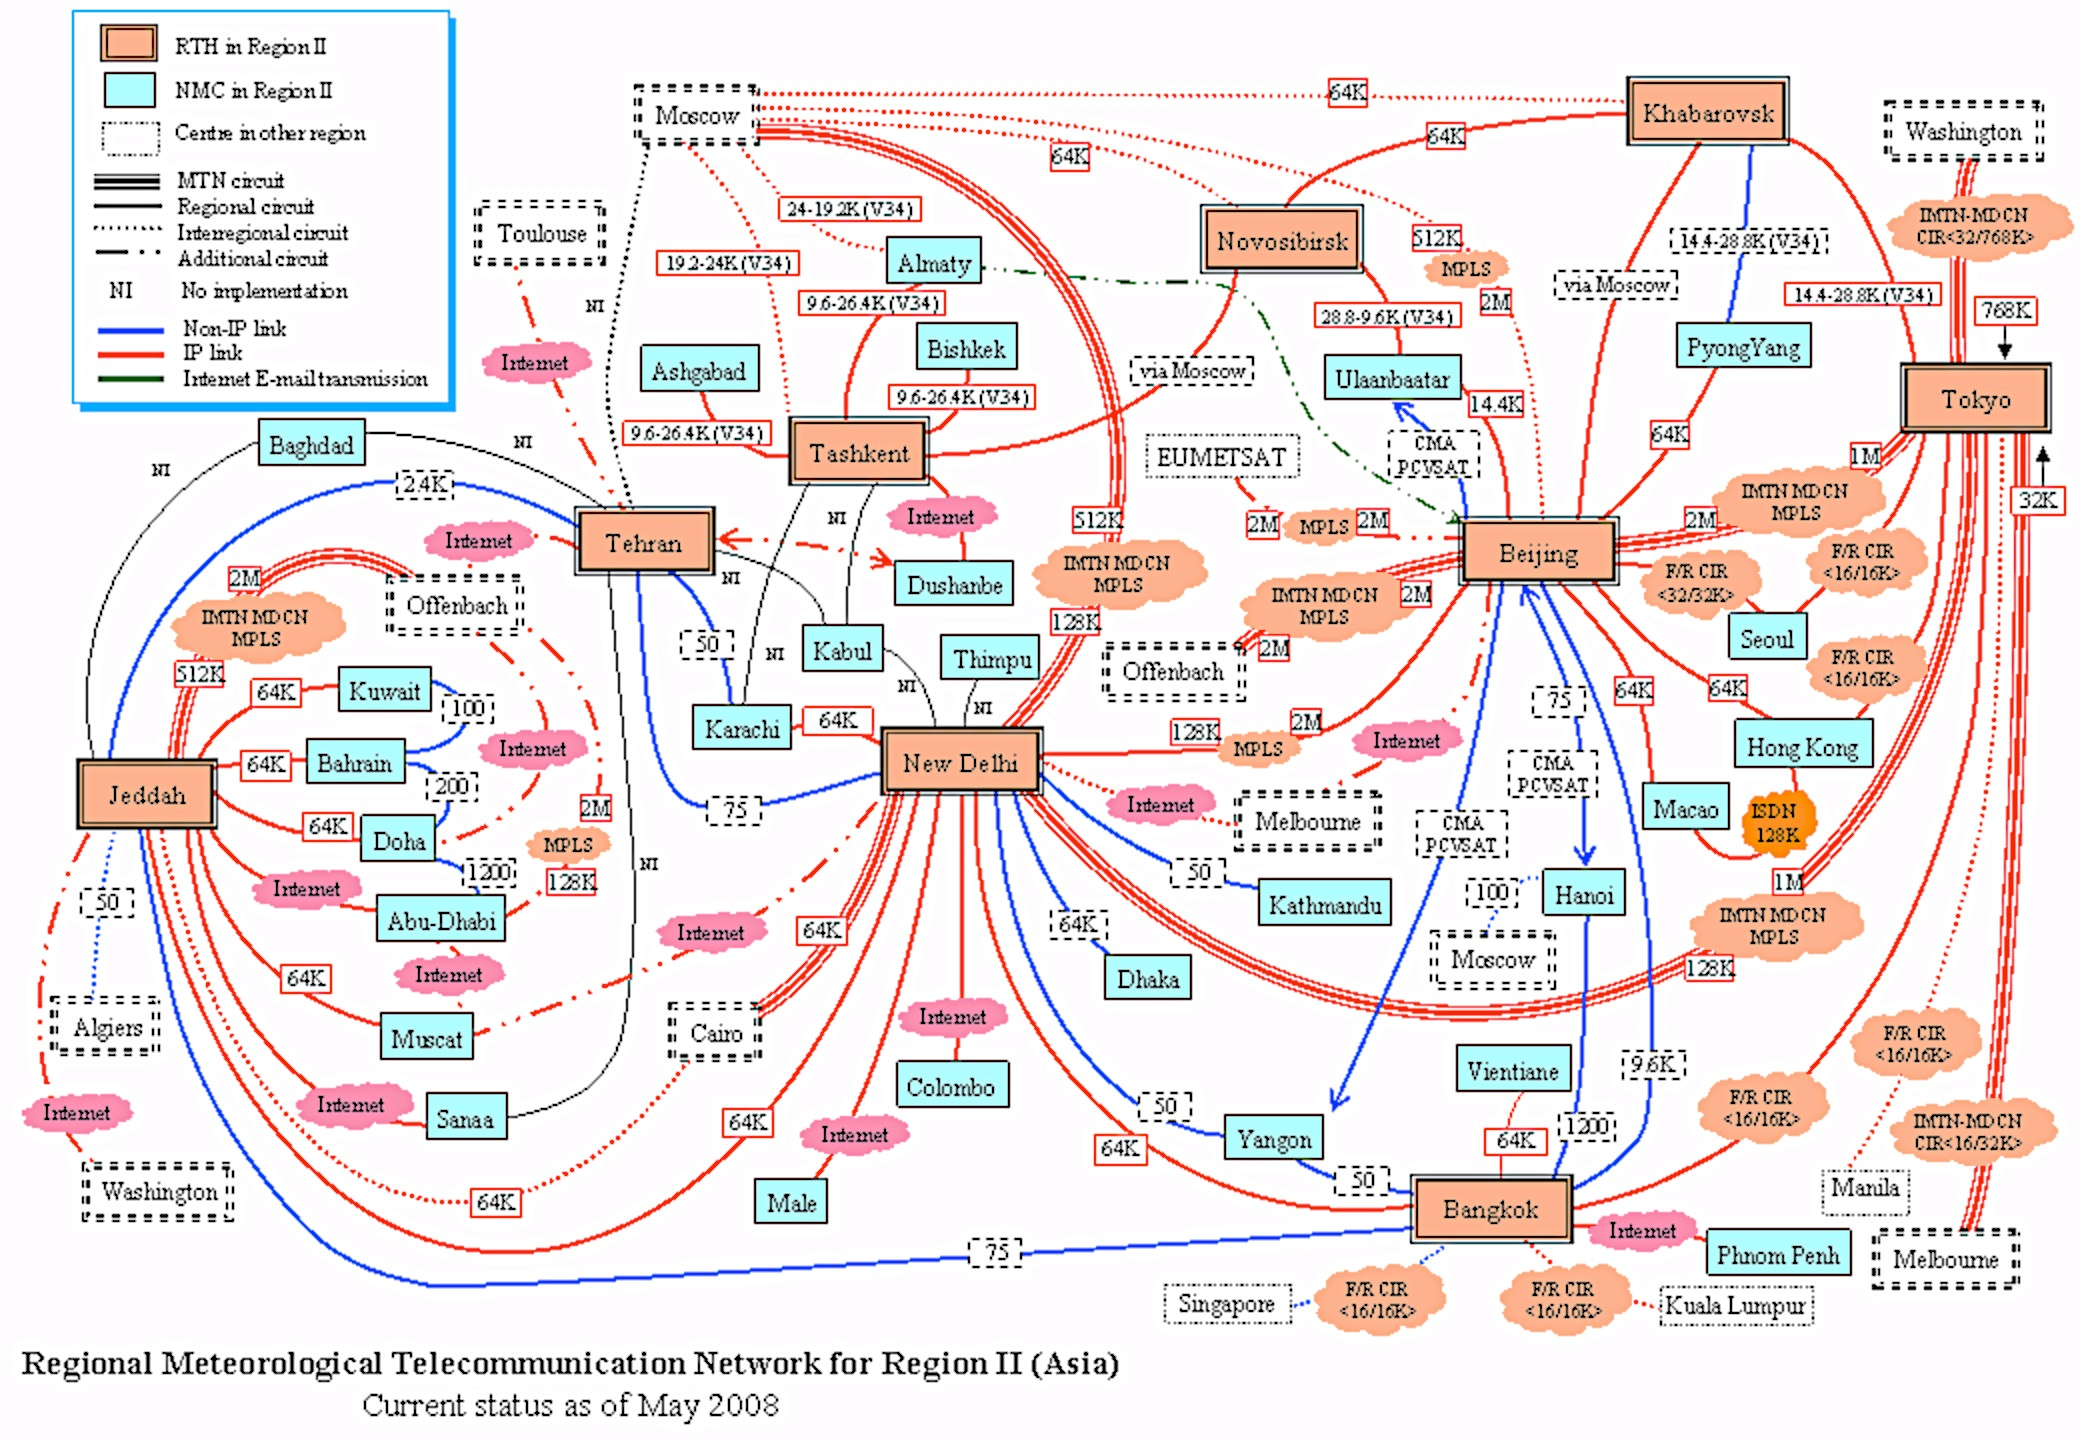 RTH in Region II
NMC in Region II
Centre in other region
MTN circuit
Regional circuit
Interregional circuit
Additional circuit
NI No implementation
Non-IP link
IP link
Internet E-mail transmission
Moscow
64K
Khabarovsk
Washington
64K
64K
IMTN-MDCN
CIR<32/768K>
24-19.2K (V34)
Toulouse
Novosibirsk
512K
14.4-28.8K (V34)
19.2-24K (V34)
Almaty
MPLS
via Moscow
14.4-28.8K (V34)
NI
9.6-26.4K (V34)
2M
768K
28.8-9.6K (V34)
Bishkek
PyongYang
Internet
Ashgabad
via Moscow
Ulaanbaatar
Tokyo
9.6-26.4K (V34)
14.4K
9.6-26.4K (V34)
64K
Baghdad
NI
NI
Tashkent
EUMETSAT
CMA
PCVSAT
1M
2.4K
IMTN MDCN
MPLS
32K
Internet
NI
512K
2M
MPLS
2M
2M
Internet
Tehran
Beijing
F/R CIR
<16/16K>
2M
NI
Dushanbe
IMTN MDCN
MPLS
F/R CIR
<32/32K>
Offenbach
IMTN MDCN
MPLS
2M
IMTN MDCN
MPLS
128K
Seoul
50
Kabul
Thimpu
2M
NI
Offenbach
F/R CIR
<16/16K>
512K
64K
Kuwait
NI
64K
64K
100
NI
75
Karachi
64K
128K
2M
Internet
MPLS
Internet
Hong Kong
64K
Bahrain
New Delhi
CMA
PCVSAT
200
Jeddah
75
Internet
Melbourne
Macao
ISDN
128K
2M
64K
Doha
MPLS
CMA
PCVSAT
NI
1200
128K
50
1M
Internet
100
Hanoi
50
Abu-Dhabi
Kathmandu
64K
64K
IMTN MDCN
MPLS
Internet
Moscow
128K
64K
Internet
Dhaka
Algiers
Muscat
Cairo
Internet
F/R CIR
<16/16K>
Colombo
Vientiane
9.6K
Internet
Internet
Sanaa
64K
Internet
50
Yangon
1200
F/R CIR
<16/16K>
IMTN-MDCN
CIR<16/32K>
64K
64K
50
Washington
64K
Male
Bangkok
Manila
Internet
75
Phnom Penh
Melbourne
Singapore
F/R CIR
<16/16K>
F/R CIR
<16/16K>
Kuala Lumpur
Regional Meteorological Telecommunication Network for Region II (Asia)
Current status as of May 2008